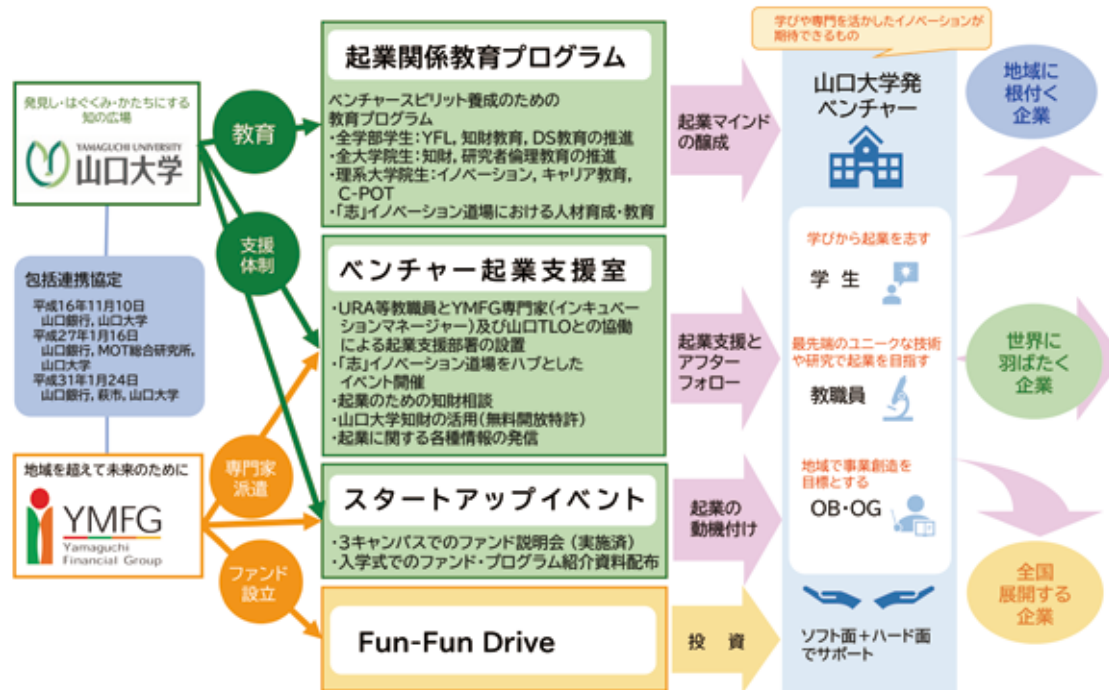 発見し・はぐくみ・かたちにする
知の広場
YAMAGUCHI UNIVERSITY
山口大学
包括連携協定
平成16年11月10日
山口銀行, 山口大学
平成27年1月16日
山口銀行, MOT総合研究所,
山口大学
平成31年1月24日
山口銀行, 萩市, 山口大学
地域を超えて未来のために
YMFG
Yamaguchi
Financial Group
教育
支援
体制
専門家
派遣
ファンド
設立
起業関係教育プログラム
ベンチャースピリット養成のための
教育プログラム
・全学部学生:YFL, 知財教育, DS教育の推進
・全大学院生:知財, 研究者倫理教育の推進
・理系大学院生:イノベーション, キャリア教育,
C-POT
・「志」イノベーション道場における人材育成・教育
ベンチャー起業支援室
・URA等教職員とYMFG専門家(インキュベ
ーションマネージャー)及び山口TLOとの協働
による起業支援部署の設置
・「志」イノベーション道場をハブとした
イベント開催
・起業のための知財相談
・山口大学知財の活用(無料開放特許)
・起業に関する各種情報の発信
スタートアップイベント
・3キャンパスでのファンド説明会 (実施済)
・入学式でのファンド・プログラム紹介資料配布
Fun-Fun Drive
起業マインド
の醸成
起業支援と
アフター
フォロー
起業の
動機付け
投 資
学びや専門を活かしたイノベーションが
期待できるもの
山口大学発
ベンチャー
学びから起業を志す
学 生
最先端のユニークな技術
や研究で起業を目指す
教職員
地域で事業創造を
目標とする
OB・OG
ソフト面+ハード面
でサポート
地域に
根付く
企業
世界に
羽ばたく
企業
全国
展開する
企業